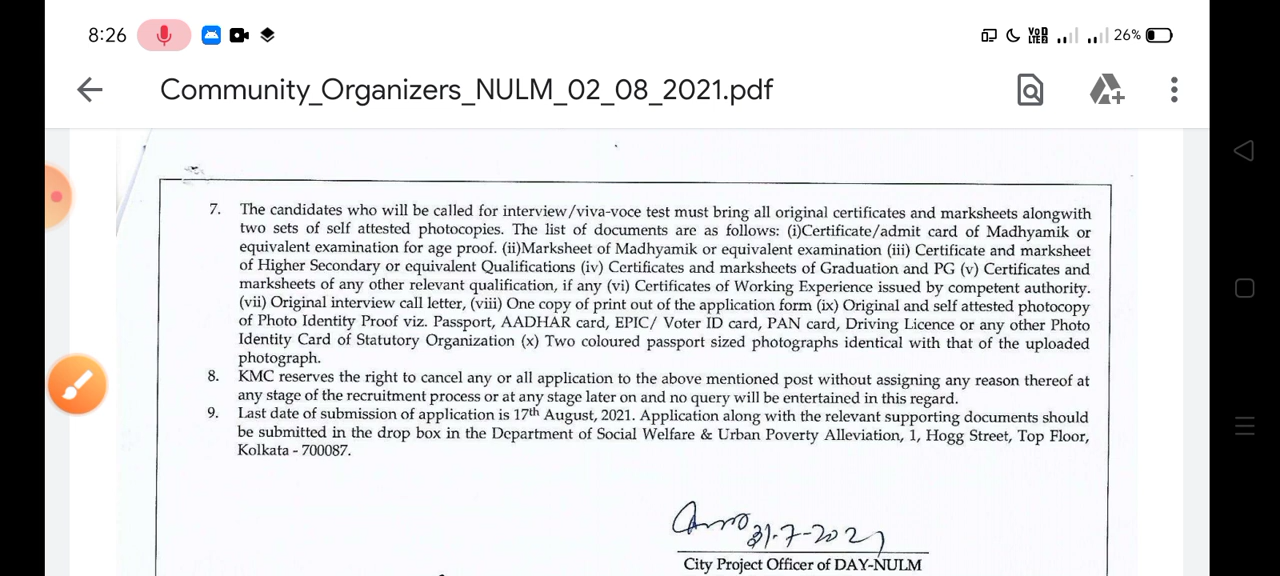 8:26
VoD LTE2 26%
Community_Organizers_NULM_02_08_2021.pdf
7. The candidates who will be called for interview/viva-voce test must bring all original certificates and marksheets alongwith
two sets of self attested photocopies. The list of documents are as follows: (i)Certificate/admit card of Madhyamik or
equivalent examination for age proof. (ii)Marksheet of Madhyamik or equivalent examination (iii) Certificate and marksheet
of Higher Secondary or equivalent Qualifications (iv) Certificates and marksheets of Graduation and PG (v) Certificates and
marksheets of any other relevant qualification, if any (vi) Certificates of Working Experience issued by competent authority.
(vii) Original interview call letter, (viii) One copy of print out of the application form (ix) Original and self attested photocopy
of Photo Identity Proof viz. Passport, AADHAR card, EPIC/ Voter ID card, PAN card, Driving Licence or any other Photo
Identity Card of Statutory Organization (x) Two coloured passport sized photographs identical with that of the uploaded
photograph.
8. KMC reserves the right to cancel any or all application to the above mentioned post without assigning any reason thereof at
any stage of the recruitment process or at any stage later on and no query will be entertained in this regard.
9. Last date of submission of application is 17th August, 2021. Application along with the relevant supporting documents should
be submitted in the drop box in the Department of Social Welfare & Urban Poverty Alleviation, 1, Hogg Street, Top Floor,
Kolkata - 700087.
31-7-2021
City Project Officer of DAY-NULM